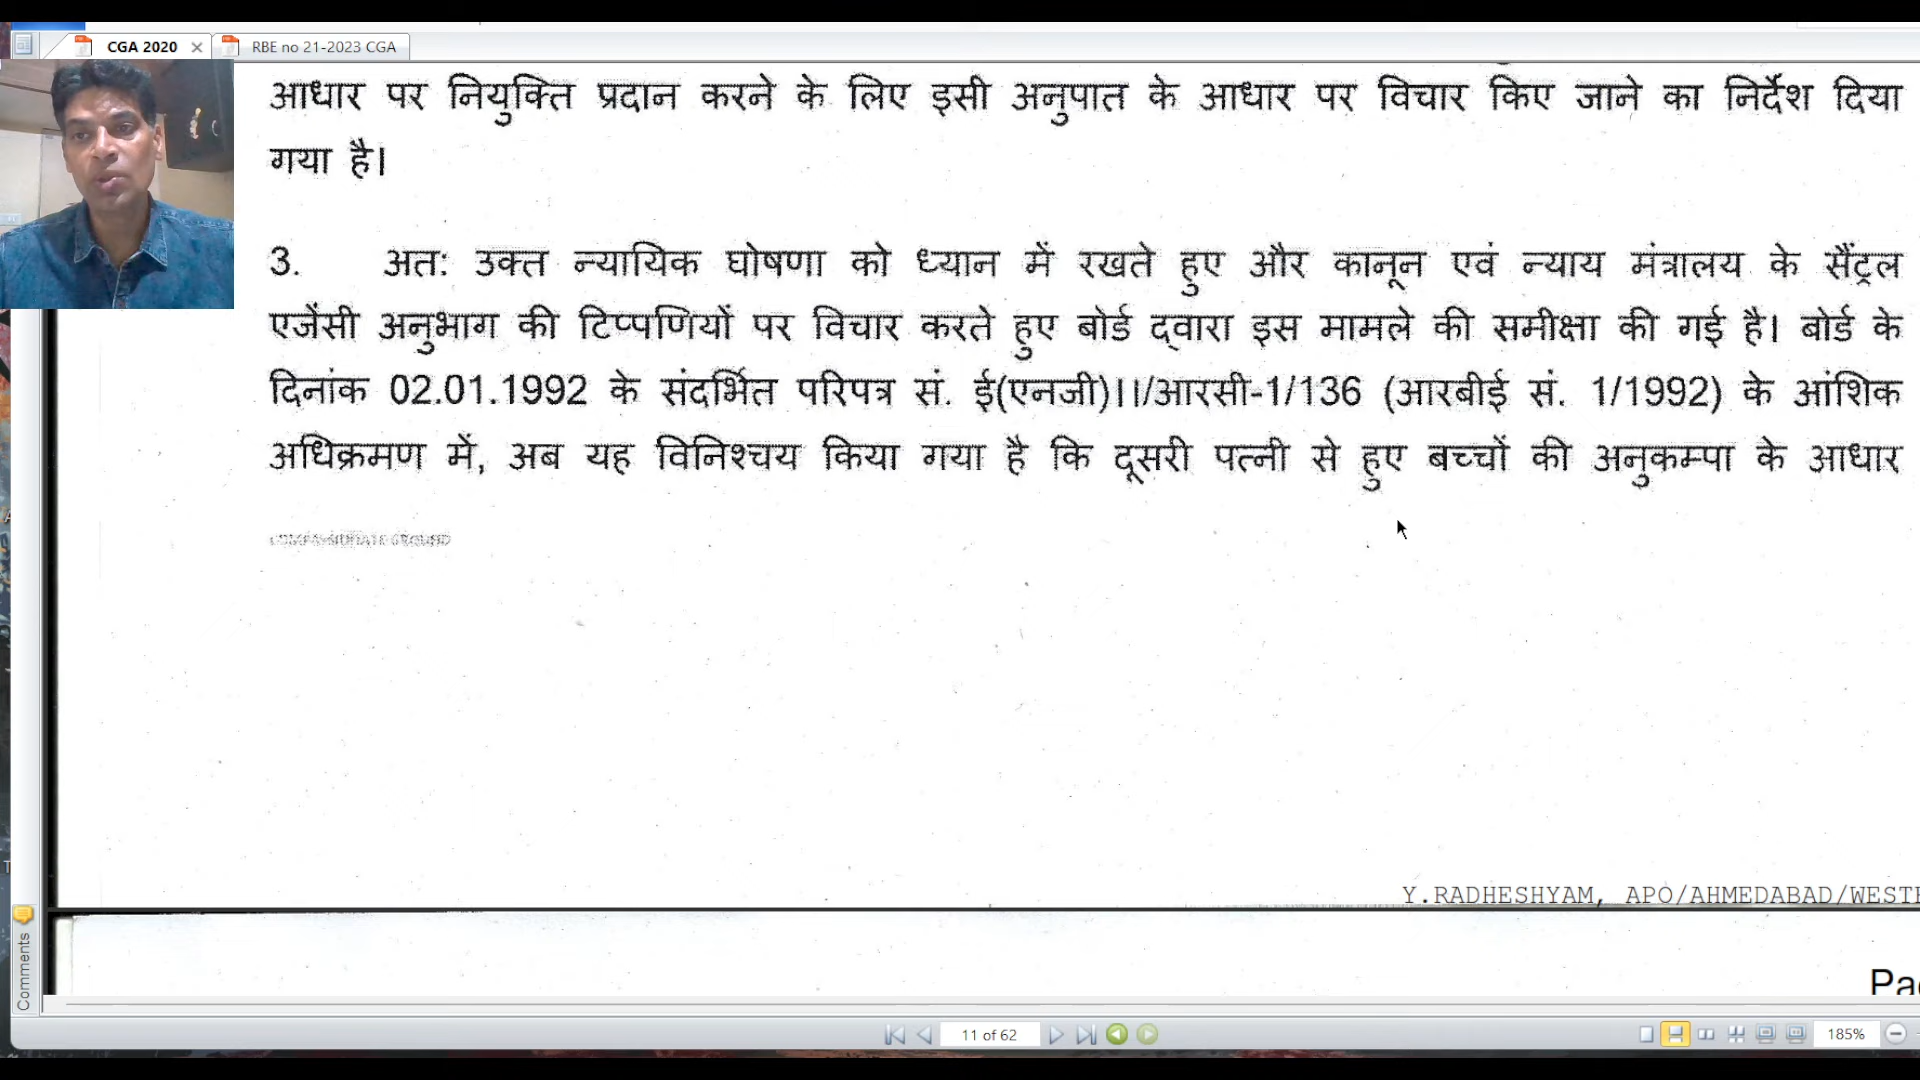 CGA 2020
RBE no 21-2023 CGA
आधार पर नियुक्ति प्रदान करने के लिए इसी अनुपात के आधार पर विचार किए जाने का निर्देश दिया
गया है।
3. अत: उक्त न्यायिक घोषणा को ध्यान में रखते हुए और कानून एवं न्याय मंत्रालय के सैंट्रल
एजेंसी अनुभाग की टिप्पणियों पर विचार करते हुए बोर्ड द्वारा इस मामले की समीक्षा की गई है। बोर्ड के
दिनांक 02.01.1992 के संदर्भित परिपत्र सं. ई(एनजी)।।/आरसी-1/136 (आरबीई सं. 1/1992) के आंशिक
अधिक्रमण में, अब यह विनिश्चय किया गया है कि दूसरी पत्नी से हुए बच्चों की अनुकम्पा के आधार
Y.RADHESHYAM, APO/AHMEDABAD/
Comments
11 of 62
185%